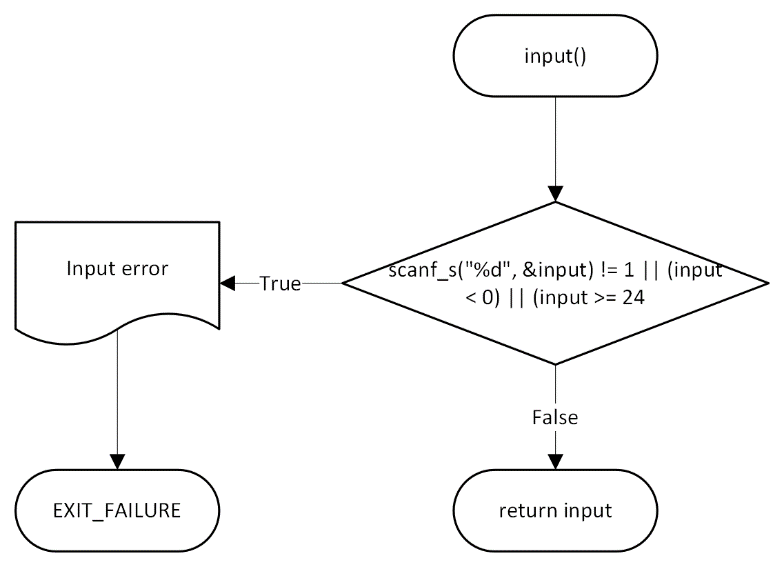 input()
scanf_s("%d", &input) != 1 || (input
< 0) || (input >= 24
True
Input error
False
EXIT_FAILURE
return input